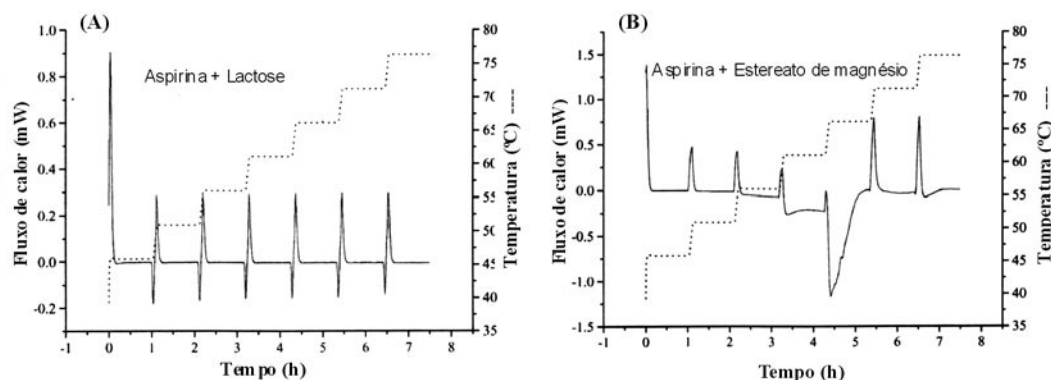 (A)
Aspirina + Lactose
Fluxo de calor (mW)
1.0
0.8
0.6
0.4
0.2
0.0
-0.2
-1 0 1 2 3 4 5 6 7 8
Tempo (h)
80
75
70
65
60
55
50
45
40
35
Temperatura (ºC) ----
(B)
Aspirina + Estereato de magnésio
Fluxo de calor (mW)
1.5
1.0
0.5
0.0
-0.5
-1.0
-1.5
-1 0 1 2 3 4 5 6 7 8
Tempo (h)
80
75
70
65
60
55
50
45
40
35
Temperatura (ºC) ----